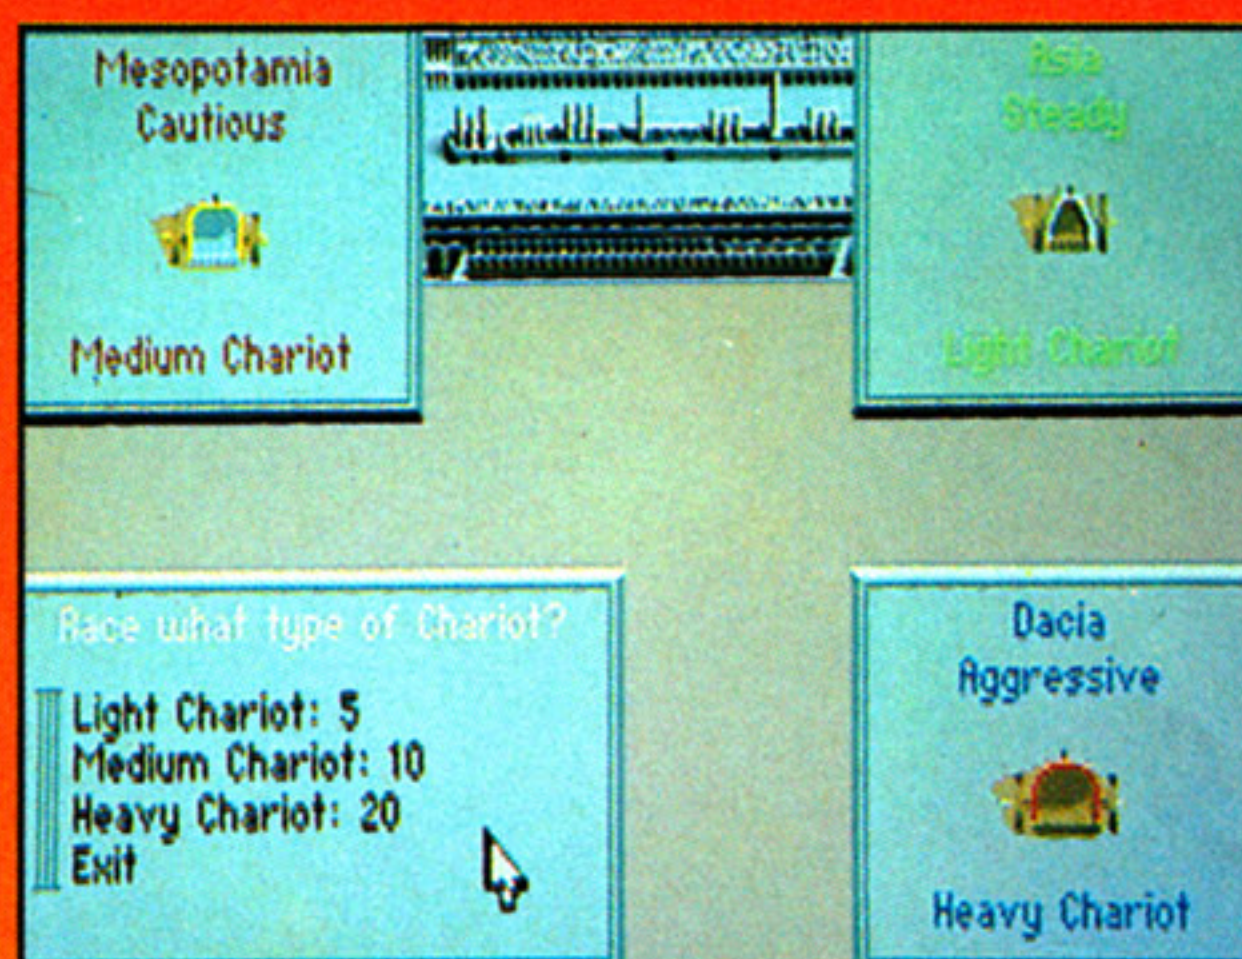 Mesopotamia
Cautious
Medium Chariot
Asia
Steady
Light Chariot
Race what type of Chariot?
Light Chariot: 5
Medium Chariot: 10
Heavy Chariot: 20
Exit
Dacia
Aggressive
Heavy Chariot